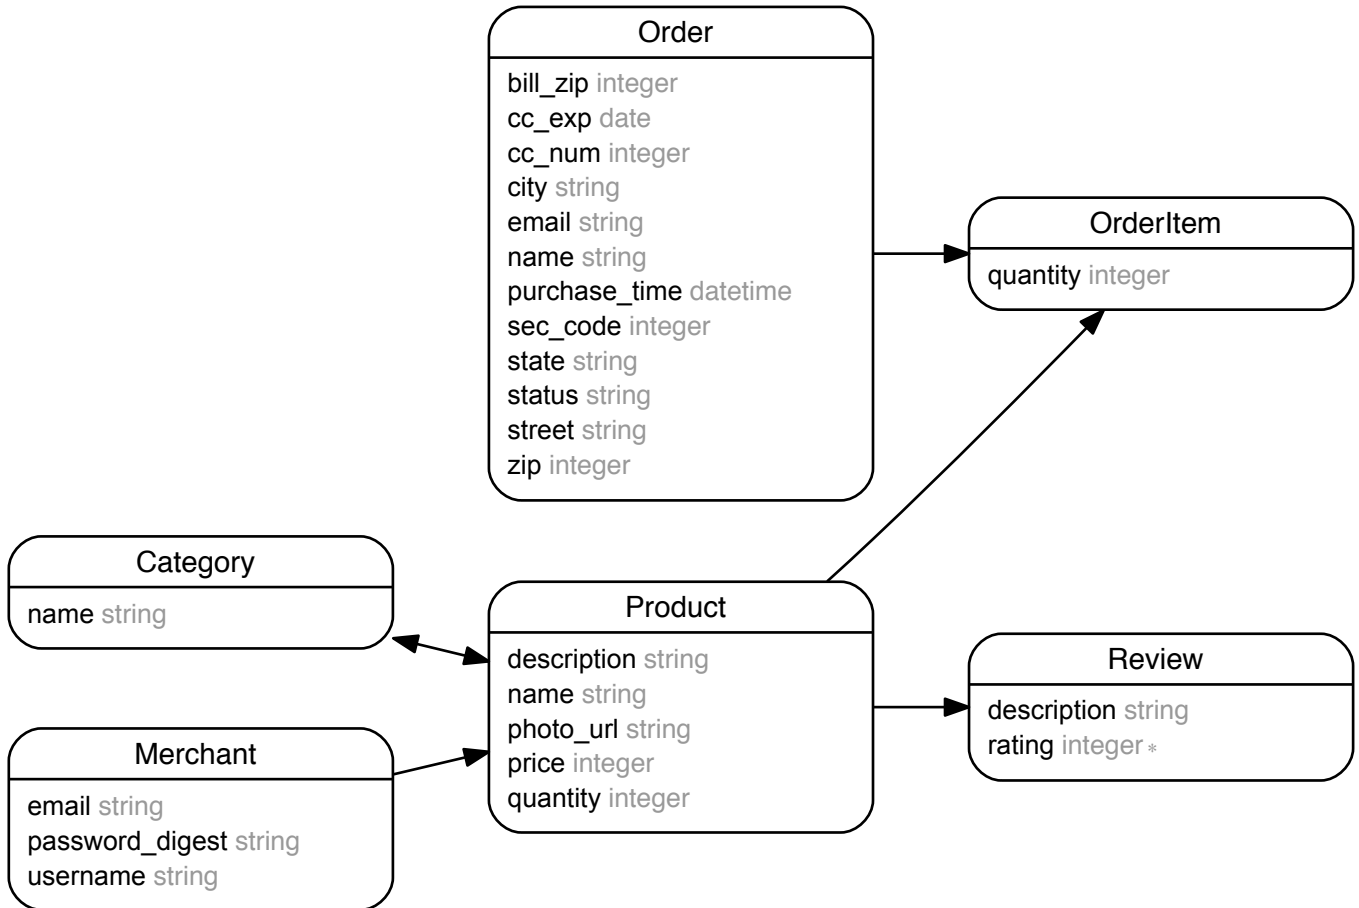 Order
bill_zip integer
cc_exp date
cc_num integer
city string
email string
name string
purchase_time datetime
sec_code integer
state string
status string
street string
zip integer
OrderItem
quantity integer
Category
name string
Product
description string
name string
photo_url string
price integer
quantity integer
Review
description string
rating integer *
Merchant
email string
password_digest string
username string